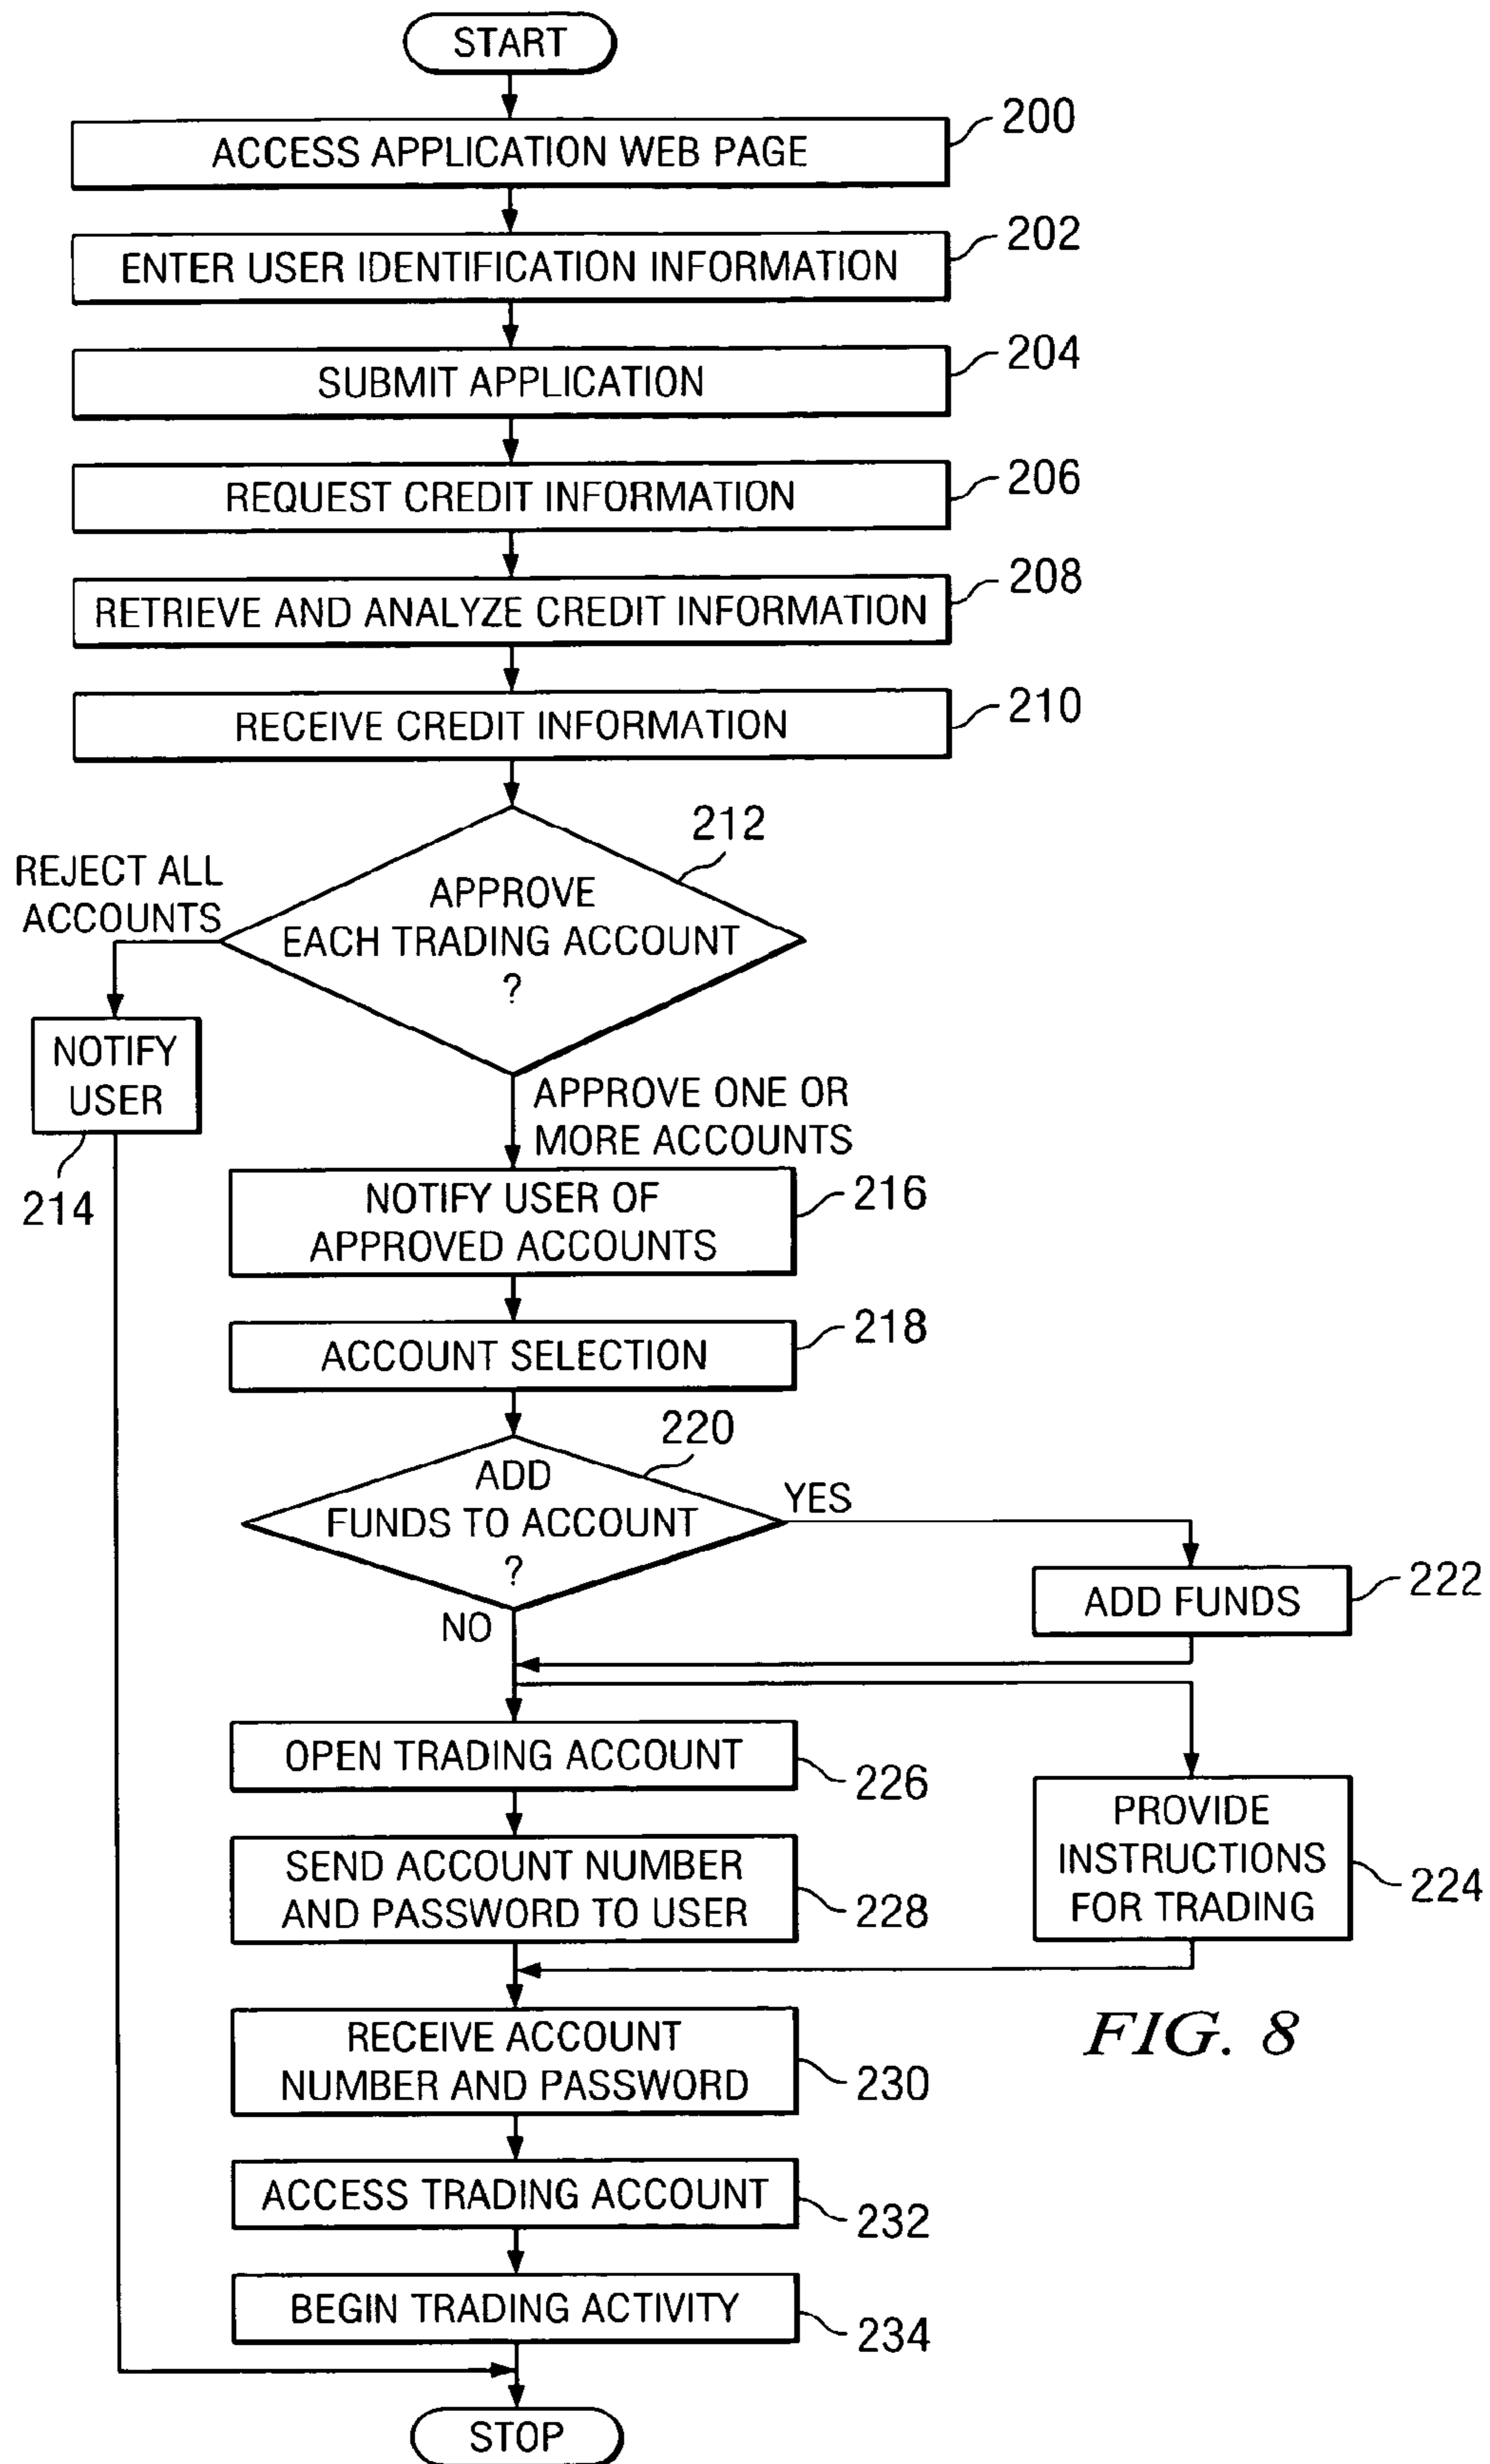 START
200
ACCESS APPLICATION WEB PAGE
202
ENTER USER IDENTIFICATION INFORMATION
204
SUBMIT APPLICATION
206
REQUEST CREDIT INFORMATION
208
RETRIEVE AND ANALYZE CREDIT INFORMATION
210
RECEIVE CREDIT INFORMATION
212
APPROVE
EACH TRADING ACCOUNT
?
REJECT ALL
ACCOUNTS
NOTIFY
USER
214
APPROVE ONE OR
MORE ACCOUNTS
NOTIFY USER OF
APPROVED ACCOUNTS
216
ACCOUNT SELECTION
218
220
ADD
FUNDS TO ACCOUNT
?
YES
ADD FUNDS
222
NO
OPEN TRADING ACCOUNT
226
PROVIDE
INSTRUCTIONS
FOR TRADING
224
SEND ACCOUNT NUMBER
AND PASSWORD TO USER
228
RECEIVE ACCOUNT
NUMBER AND PASSWORD
230
FIG. 8
ACCESS TRADING ACCOUNT
232
BEGIN TRADING ACTIVITY
234
STOP